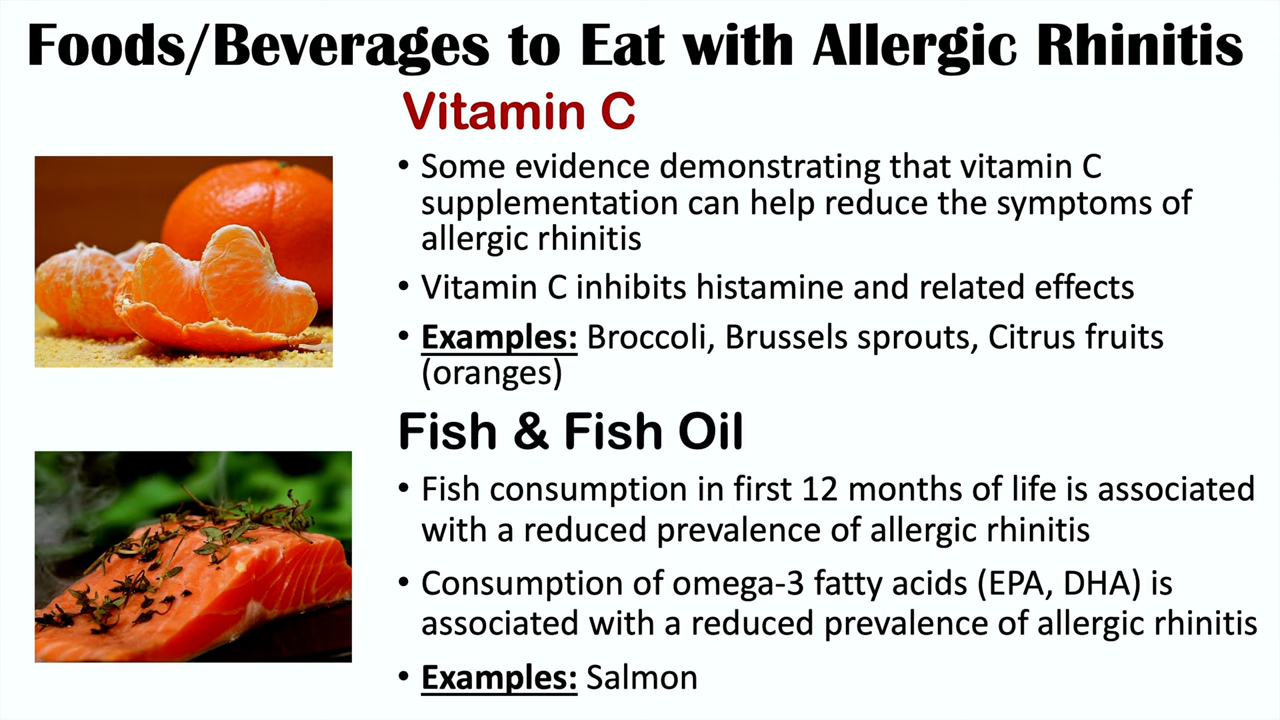 Foods/Beverages to Eat with Allergic Rhinitis
Vitamin C
• Some evidence demonstrating that vitamin C
supplementation can help reduce the symptoms of
allergic rhinitis
• Vitamin C inhibits histamine and related effects
• Examples: Broccoli, Brussels sprouts, Citrus fruits
(oranges)
Fish & Fish Oil
• Fish consumption in first 12 months of life is associated
with a reduced prevalence of allergic rhinitis
• Consumption of omega-3 fatty acids (EPA, DHA) is
associated with a reduced prevalence of allergic rhinitis
• Examples: Salmon